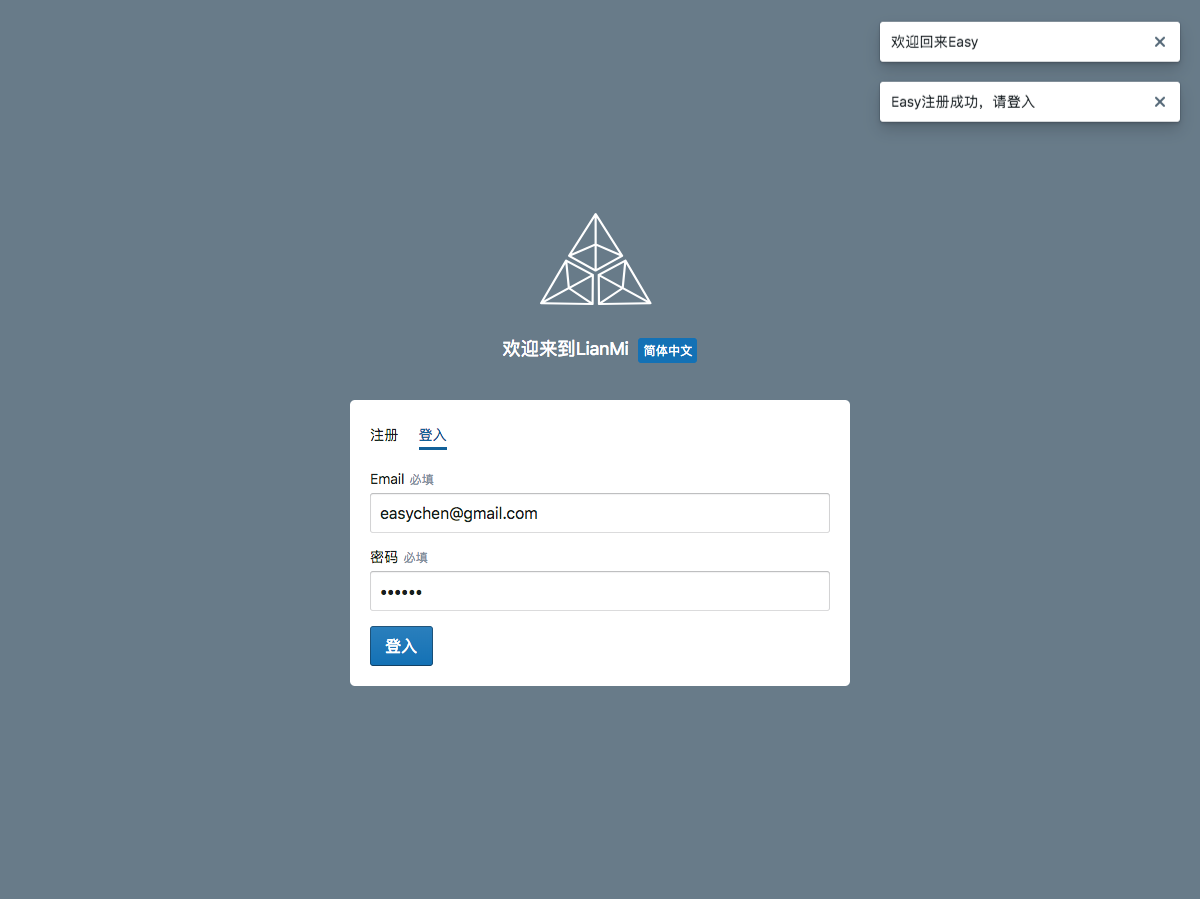 欢迎回来Easy
Easy注册成功，请登入
欢迎来到LianMi 简体中文
注册 登入
Email 必填
easychen@gmail.com
密码 必填
••••••
登入